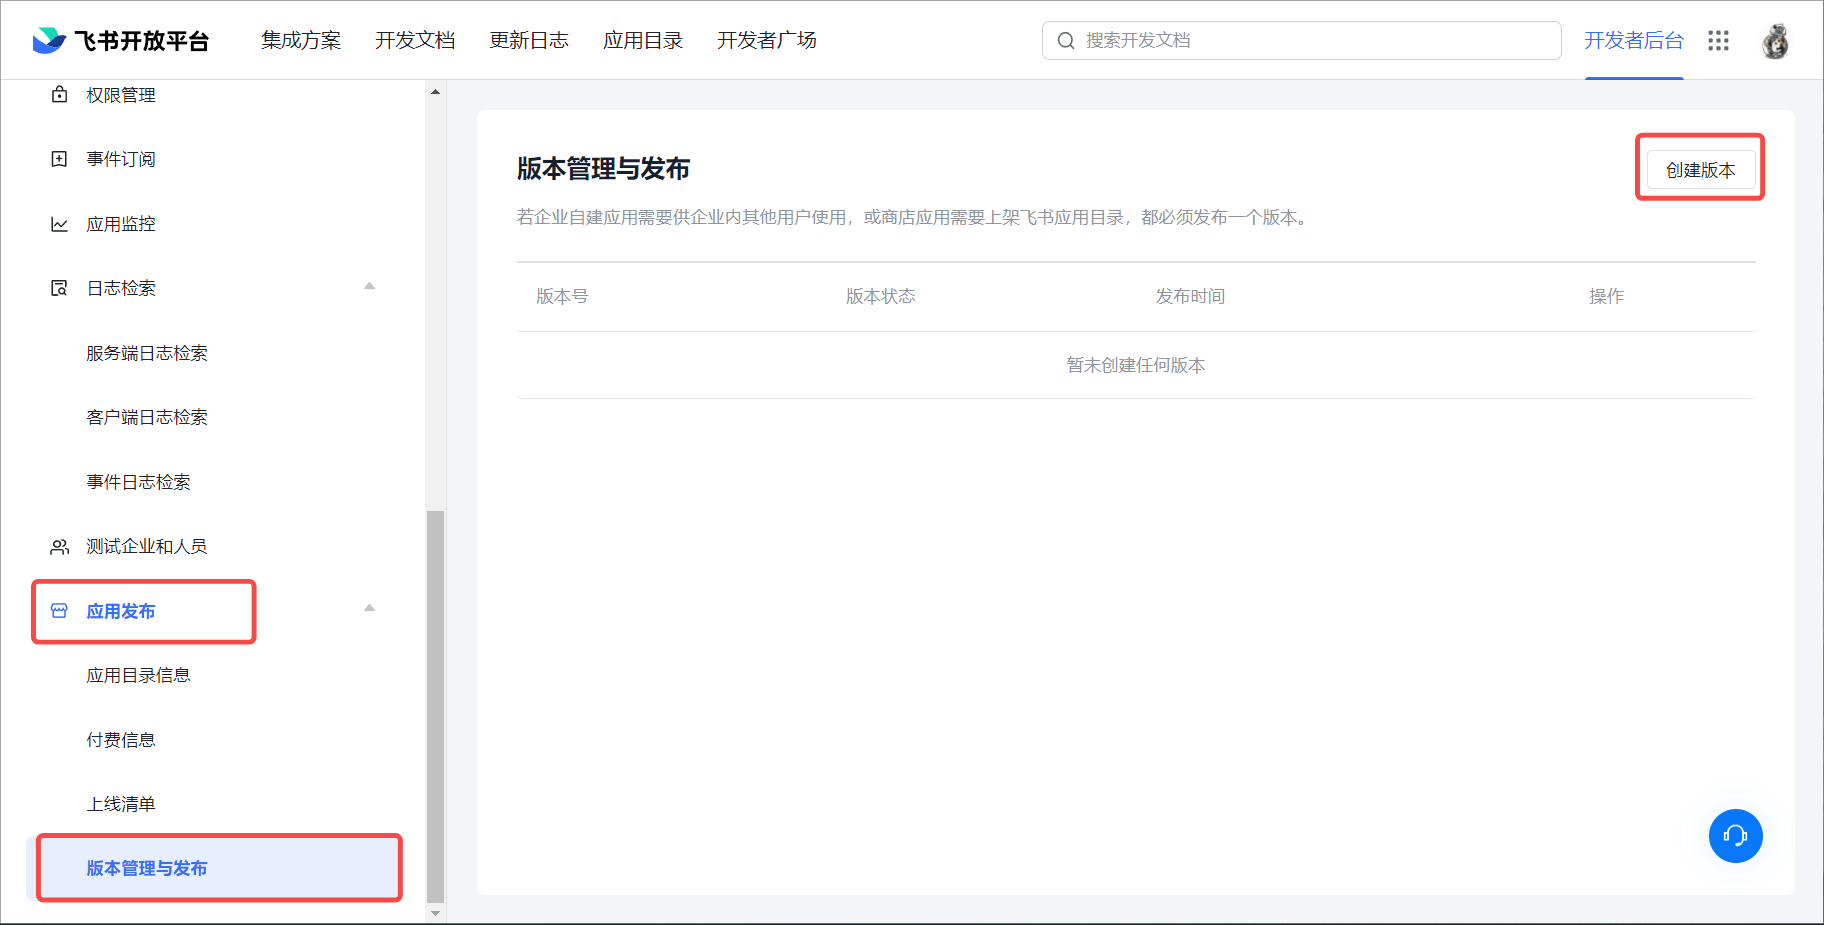 飞书开放平台
集成方案
开发文档
更新日志
应用目录
开发者广场
搜索开发文档
开发者后台
权限管理
事件订阅
应用监控
日志检索
服务端日志检索
客户端日志检索
事件日志检索
测试企业和人员
应用发布
应用目录信息
付费信息
上线清单
版本管理与发布
版本管理与发布
创建版本
若企业自建应用需要供企业内其他用户使用，或商店应用需要上架飞书应用目录，都必须发布一个版本。
版本号
版本状态
发布时间
操作
暂未创建任何版本